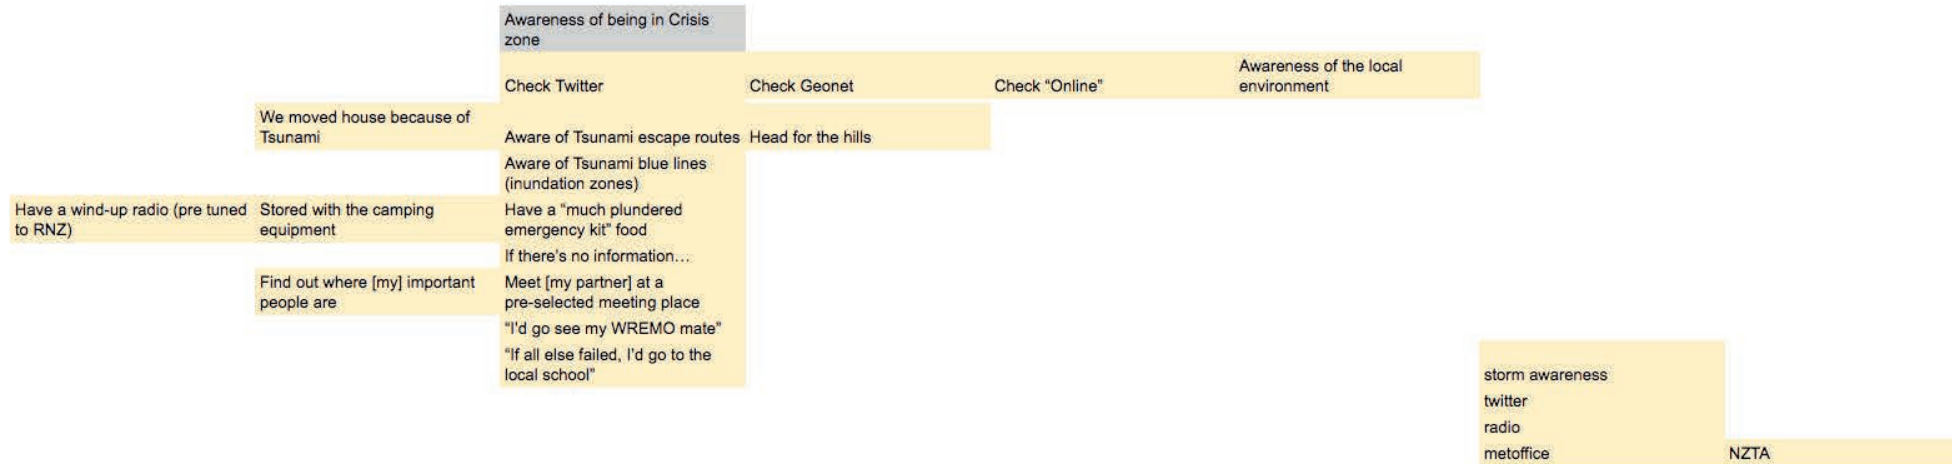 Awareness of being in Crisis
zone
Check Twitter
Check Geonet
Check “Online”
Awareness of the local
environment
We moved house because of
Tsunami
Aware of Tsunami escape routes
Head for the hills
Aware of Tsunami blue lines
(inundation zones)
Have a wind-up radio (pre tuned
to RNZ)
Stored with the camping
equipment
Have a “much plundered
emergency kit” food
If there's no information…
Find out where [my] important
people are
Meet [my partner] at a
pre-selected meeting place
“I'd go see my WREMO mate”
“If all else failed, I'd go to the
local school”
storm awareness
twitter
radio
metoffice
NZTA